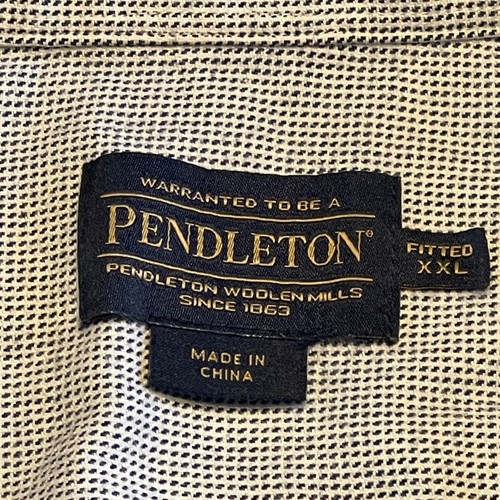 WARRANTED TO BE A
PENDLETON®
PENDLETON WOOLEN MILLS
SINCE 1863
FITTED
XXL
MADE IN
CHINA